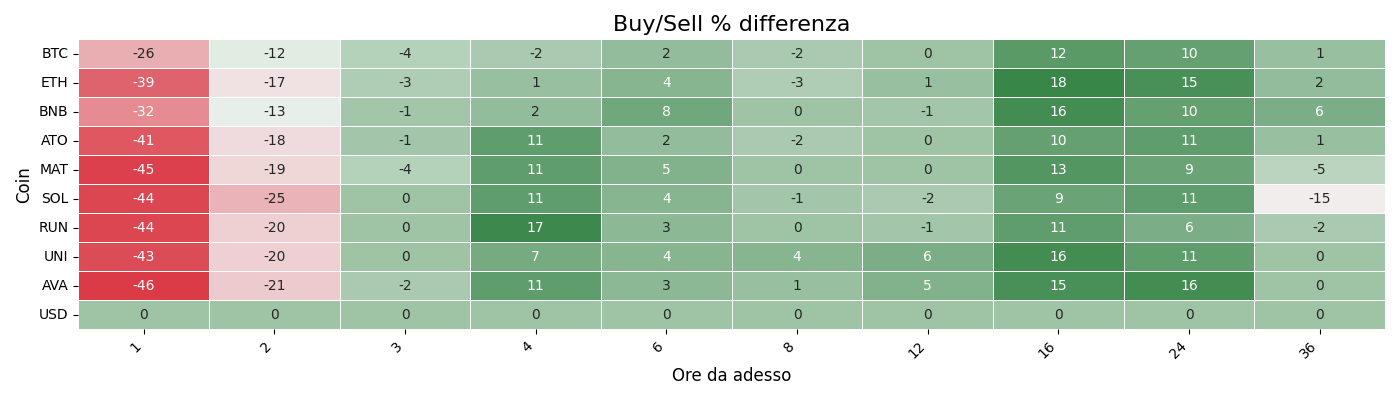 Buy/Sell % differenza
Coin
BTC -26 -12 -4 -2 2 -2 0 12 10 1
ETH -39 -17 -3 1 4 -3 1 18 15 2
BNB -32 -13 -1 2 8 0 -1 16 10 6
ATO -41 -18 -1 11 2 -2 0 10 11 1
MAT -45 -19 -4 11 5 0 0 13 9 -5
SOL -44 -25 0 11 4 -1 -2 9 11 -15
RUN -44 -20 0 17 3 0 -1 11 6 -2
UNI -43 -20 0 7 4 4 6 16 11 0
AVA -46 -21 -2 11 3 1 5 15 16 0
USD 0 0 0 0 0 0 0 0 0 0
1 2 3 4 6 8 12 16 24 36
Ore da adesso